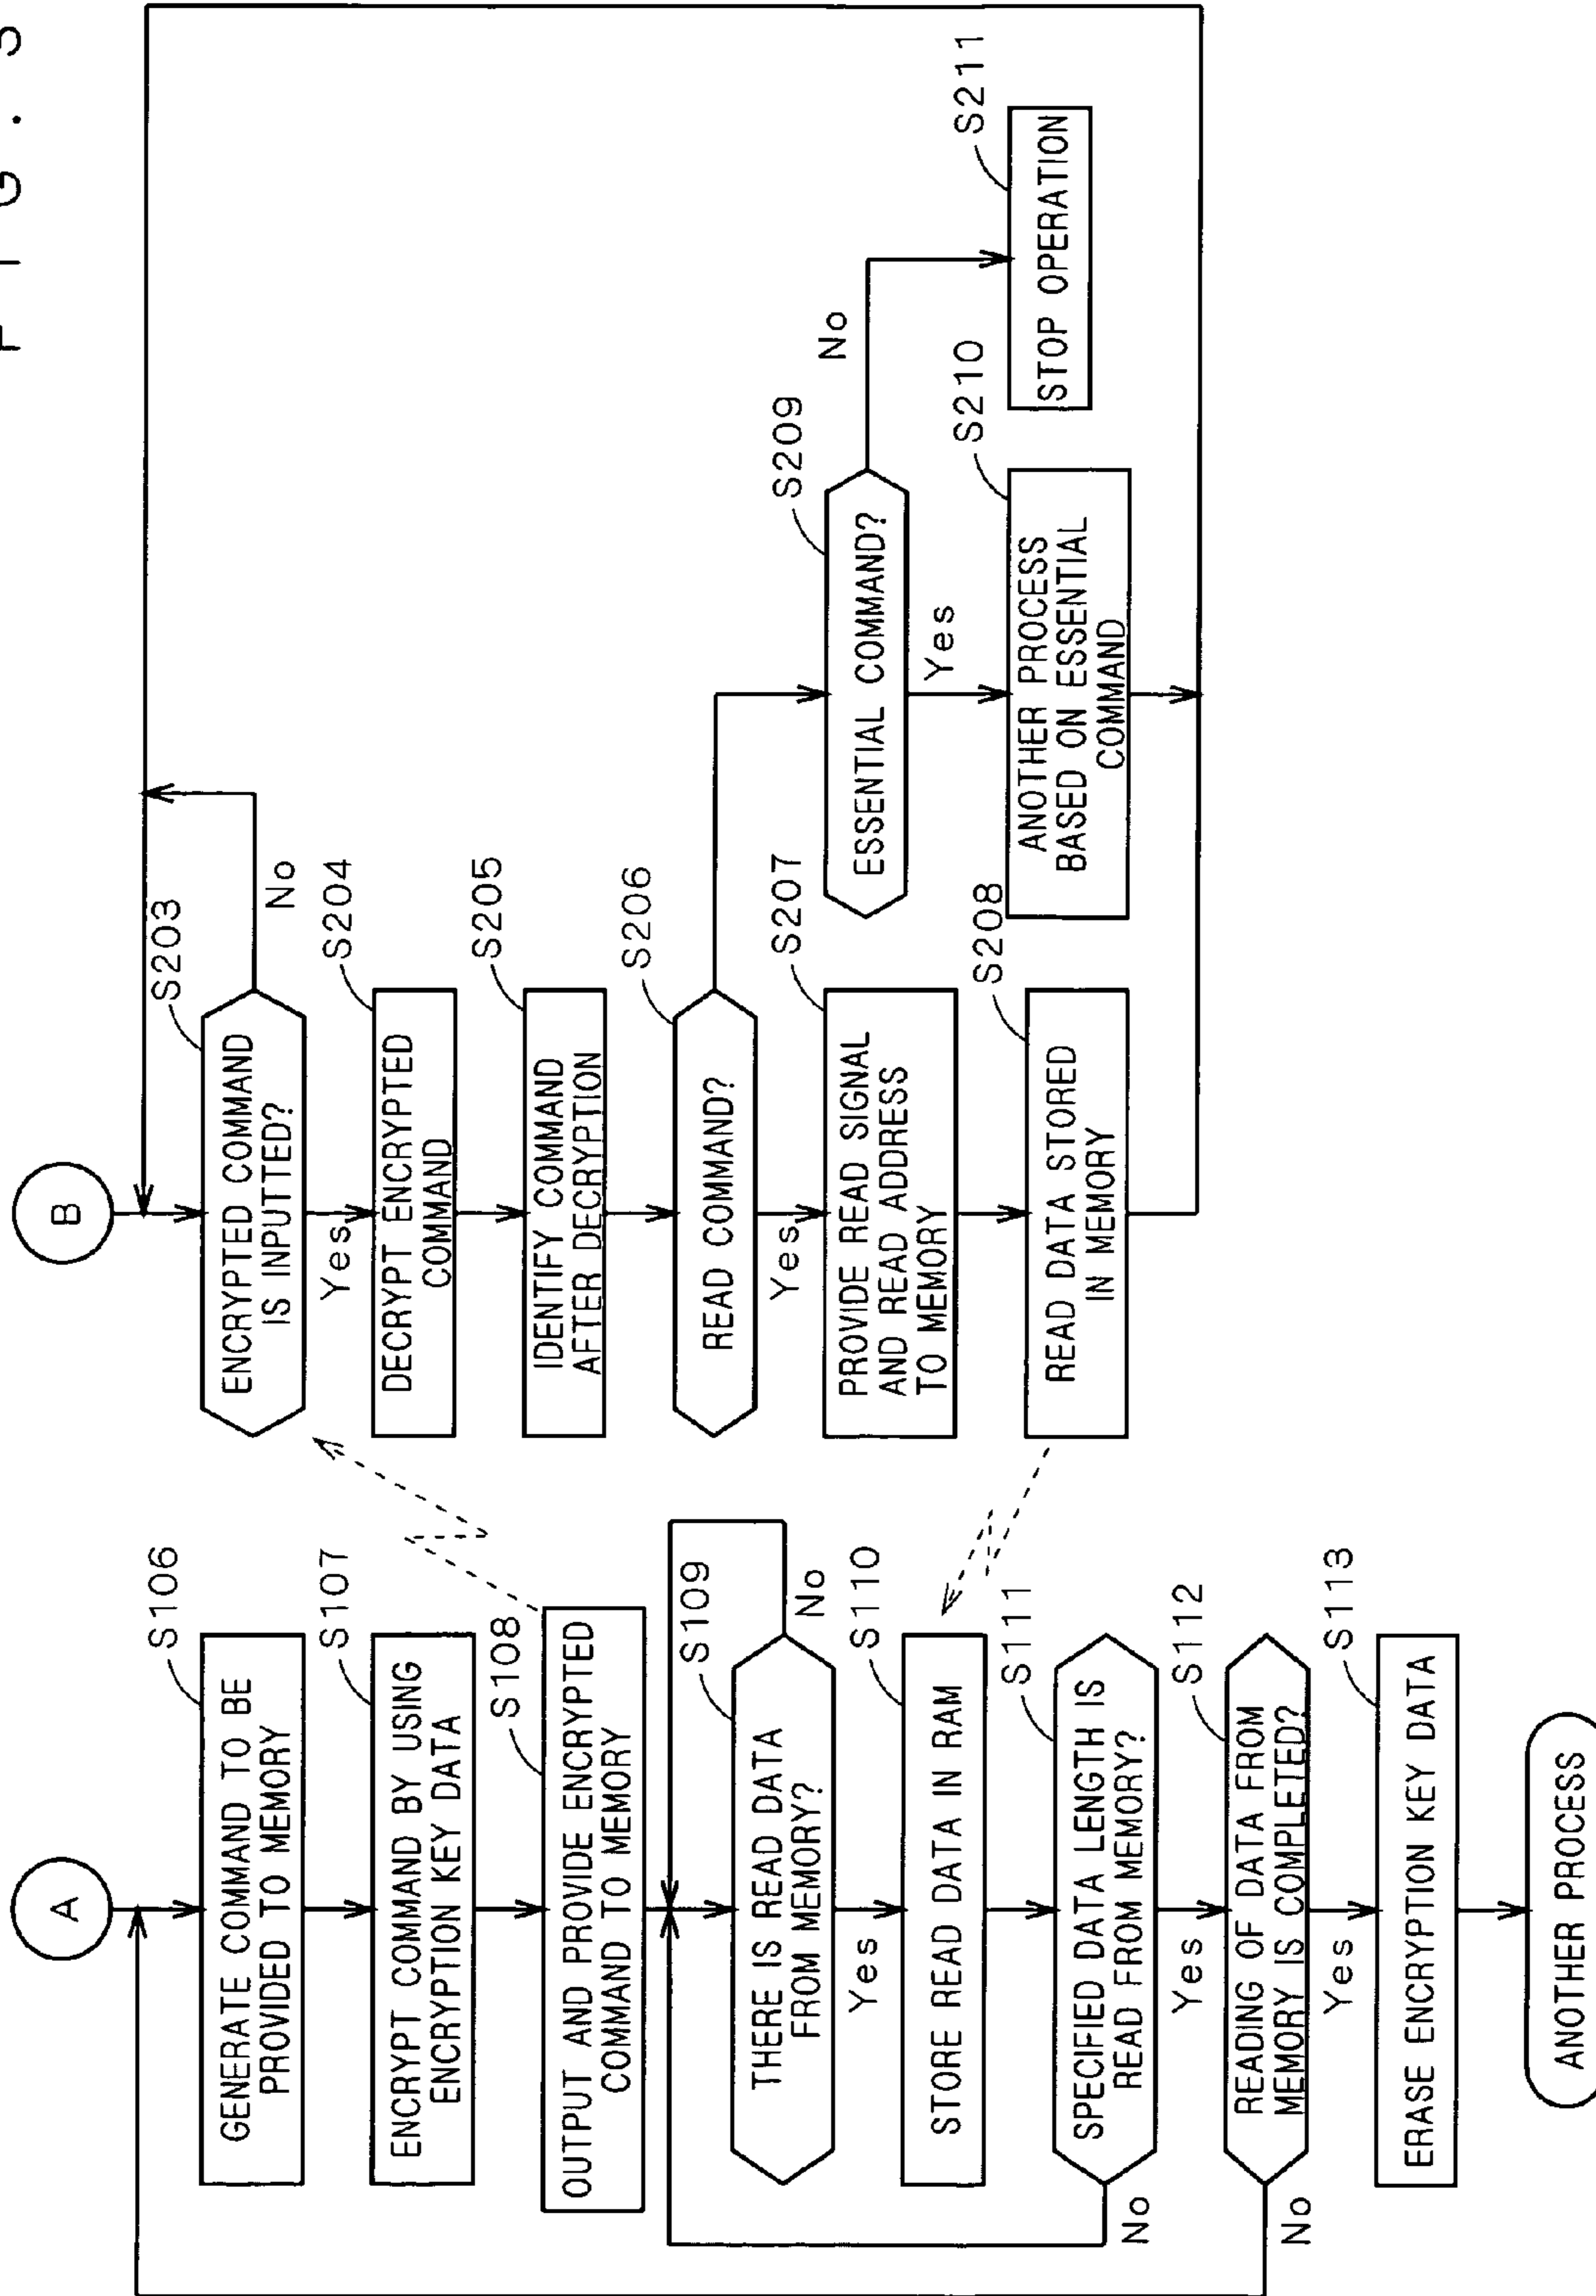 F I G . 3
A
S106
GENERATE COMMAND TO BE
PROVIDED TO MEMORY
S107
ENCRYPT COMMAND BY USING
ENCRYPTION KEY DATA
S108
OUTPUT AND PROVIDE ENCRYPTED
COMMAND TO MEMORY
S109
THERE IS READ DATA
FROM MEMORY?
No
Yes
S110
STORE READ DATA IN RAM
S111
SPECIFIED DATA LENGTH IS
READ FROM MEMORY?
No
Yes
S112
READING OF DATA FROM
MEMORY IS COMPLETED?
No
Yes
S113
ERASE ENCRYPTION KEY DATA
ANOTHER PROCESS
B
S203
ENCRYPTED COMMAND
IS INPUTTED?
No
Yes
S204
DECRYPT ENCRYPTED
COMMAND
S205
IDENTIFY COMMAND
AFTER DECRYPTION
S206
READ COMMAND?
Yes
S207
PROVIDE READ SIGNAL
AND READ ADDRESS
TO MEMORY
S208
READ DATA STORED
IN MEMORY
S209
ESSENTIAL COMMAND?
No
Yes
S210
ANOTHER PROCESS
BASED ON ESSENTIAL
COMMAND
S211
STOP OPERATION